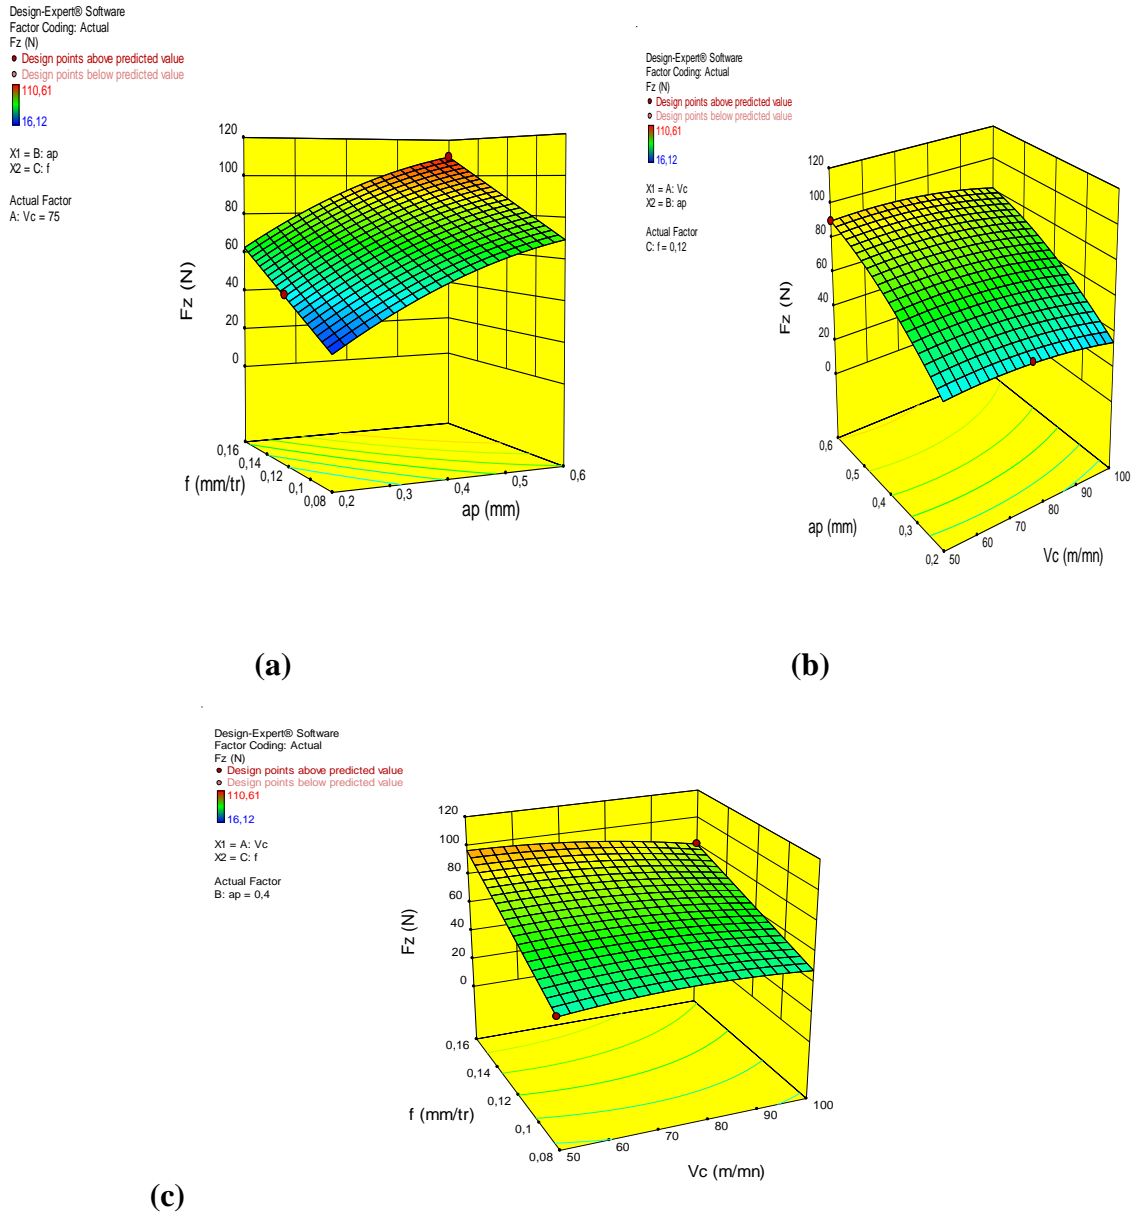 Design-Expert® Software
Factor Coding: Actual
Fz (N)
Design points above predicted value
Design points below predicted value
110,61
16,12
X1 = B: ap
X2 = C: f
Actual Factor
A: Vc = 75
120
100
80
60
40
20
0
Fz (N)
0,16
0,14
0,12
0,1
0,08
f (mm/tr)
0,2
0,3
0,4
0,5
0,6
ap (mm)
(a)
Design-Expert® Software
Factor Coding: Actual
Fz (N)
Design points above predicted value
Design points below predicted value
110,61
16,12
X1 = A: Vc
X2 = B: ap
Actual Factor
C: f = 0,12
120
100
80
60
40
20
0
Fz (N)
0,6
0,5
0,4
0,3
0,2
ap (mm)
50
60
70
80
90
100
Vc (m/mn)
(b)
Design-Expert® Software
Factor Coding: Actual
Fz (N)
Design points above predicted value
Design points below predicted value
110,61
16,12
X1 = A: Vc
X2 = C: f
Actual Factor
B: ap = 0,4
120
100
80
60
40
20
0
Fz (N)
0,16
0,14
0,12
0,1
0,08
f (mm/tr)
50
60
70
80
90
100
Vc (m/mn)
(c)